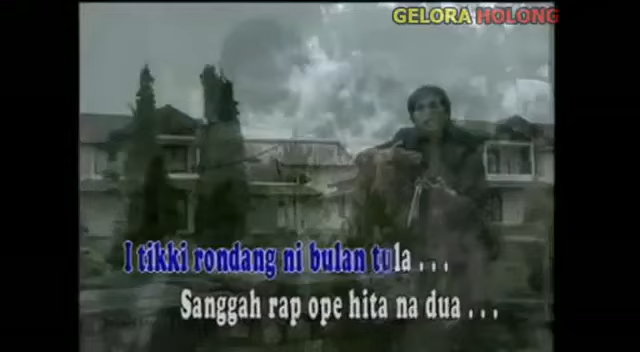 GELORA HOLONG
I tikki rondang ni bulan tula . . .
Sanggah rap ope hita na dua . . .